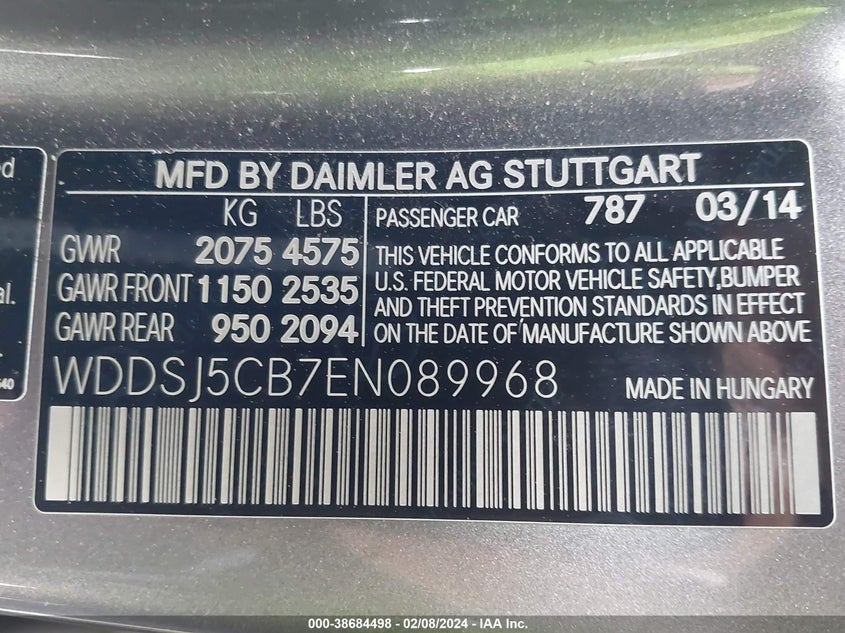 MFD BY DAIMLER AG STUTTGART
KG LBS
GVWR 2075 4575
GAWR FRONT 1150 2535
GAWR REAR 950 2094
PASSENGER CAR 787 03/14
THIS VEHICLE CONFORMS TO ALL APPLICABLE
U.S. FEDERAL MOTOR VEHICLE SAFETY, BUMPER
AND THEFT PREVENTION STANDARDS IN EFFECT
ON THE DATE OF MANUFACTURE SHOWN ABOVE
WDDSJ5CB7EN089968
MADE IN HUNGARY
000-38684498 - 02/08/2024 - IAA Inc.